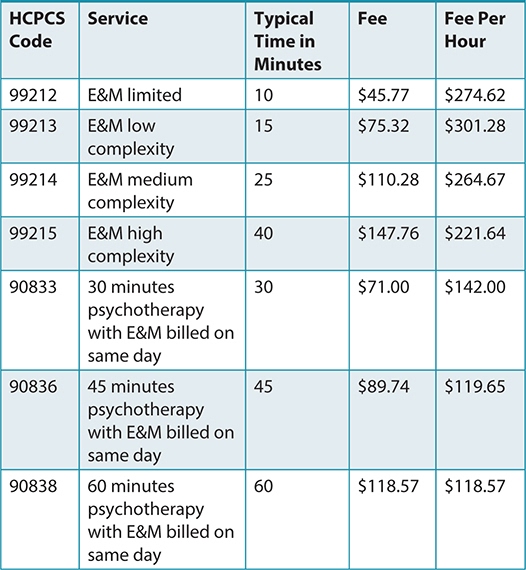 HCPCS Code Service Typical Time in Minutes Fee Fee Per Hour
99212 E&M limited 10 $45.77 $274.62
99213 E&M low complexity 15 $75.32 $301.28
99214 E&M medium complexity 25 $110.28 $264.67
99215 E&M high complexity 40 $147.76 $221.64
90833 30 minutes psychotherapy with E&M billed on same day 30 $71.00 $142.00
90836 45 minutes psychotherapy with E&M billed on same day 45 $89.74 $119.65
90838 60 minutes psychotherapy with E&M billed on same day 60 $118.57 $118.57